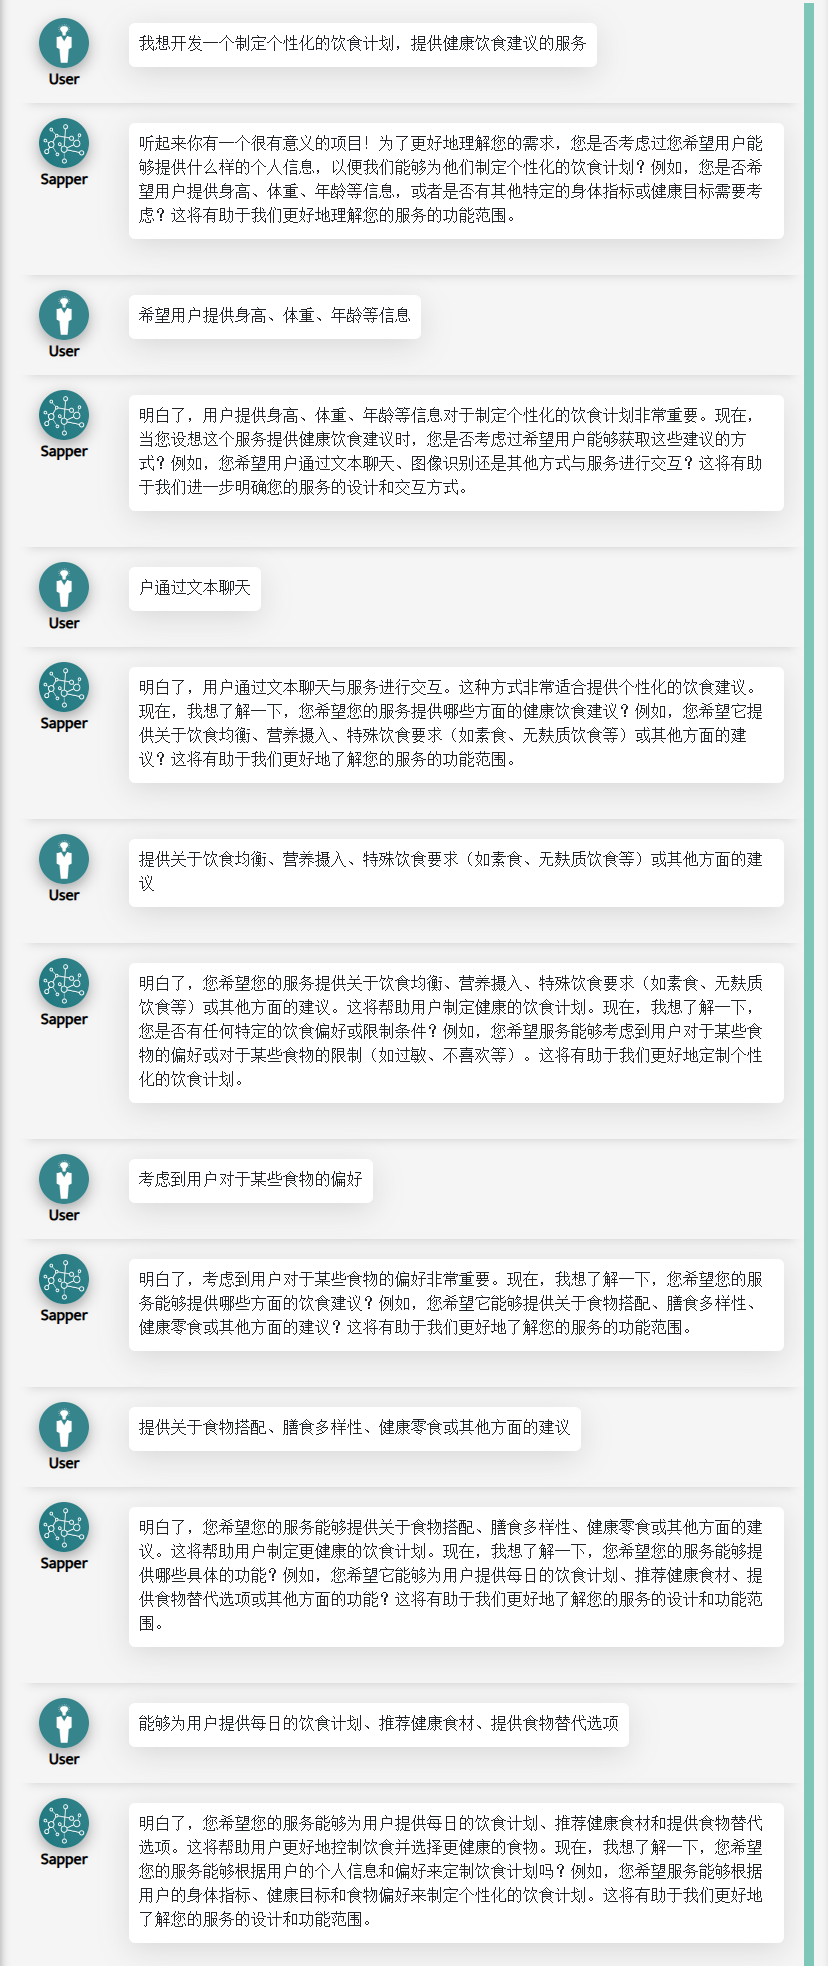 我想开发一个制定个性化的饮食计划，提供健康饮食建议的服务
User
听起来你有一个很有意义的项目！为了更好地理解您的需求，您是否考虑过您希望用户能
够提供什么样的个人信息，以便我们能够为他们制定个性化的饮食计划？例如，您是否希
望用户提供身高、体重、年龄等信息，或者是否有其他特定的身体指标或健康目标需要考
虑？这将有助于我们更好地理解您的服务的功能范围。
Sapper
希望用户提供身高、体重、年龄等信息
User
明白了，用户提供身高、体重、年龄等信息对于制定个性化的饮食计划非常重要。现在，
当您设想这个服务提供健康饮食建议时，您是否考虑过希望用户能够获取这些建议的方
式？例如，您希望用户通过文本聊天、图像识别还是其他方式与服务进行交互？这将有助
于我们进一步明确您的服务的设计和交互方式。
Sapper
户通过文本聊天
User
明白了，用户通过文本聊天与服务进行交互。这种方式非常适合提供个性化的饮食建议。
现在，我想了解一下，您希望您的服务提供哪些方面的健康饮食建议？例如，您希望它提
供关于饮食均衡、营养摄入、特殊饮食要求（如素食、无麸质饮食等）或其他方面的建
议？这将有助于我们更好地了解您的服务的功能范围。
Sapper
提供关于饮食均衡、营养摄入、特殊饮食要求（如素食、无麸质饮食等）或其他方面的建
议
User
明白了，您希望您的服务提供关于饮食均衡、营养摄入、特殊饮食要求（如素食、无麸质
饮食等）或其他方面的建议。这将帮助用户制定健康的饮食计划。现在，我想了解一下，
您是否有任何特定的饮食偏好或限制条件？例如，您希望服务能够考虑到用户对于某些食
物的偏好或对于某些食物的限制（如过敏、不喜欢等）。这将有助于我们更好地定制个性
化的饮食计划。
Sapper
考虑到用户对于某些食物的偏好
User
明白了，考虑到用户对于某些食物的偏好非常重要。现在，我想了解一下，您希望您的服
务能够提供哪些方面的饮食建议？例如，您希望它能够提供关于食物搭配、膳食多样性、
健康零食或其他方面的建议？这将有助于我们更好地了解您的服务的功能范围。
Sapper
提供关于食物搭配、膳食多样性、健康零食或其他方面的建议
User
明白了，您希望您的服务能够提供关于食物搭配、膳食多样性、健康零食或其他方面的建
议。这将帮助用户制定更健康的饮食计划。现在，我想了解一下，您希望您的服务能够提
供哪些具体的功能？例如，您希望它能够为用户提供每日的饮食计划、推荐健康食材、提
供食物替代选项或其他方面的功能？这将有助于我们更好地了解您的服务的设计和功能范
围。
Sapper
能够为用户提供每日的饮食计划、推荐健康食材、提供食物替代选项
User
明白了，您希望您的服务能够为用户提供每日的饮食计划、推荐健康食材和提供食物替代
选项。这将帮助用户更好地控制饮食并选择更健康的食物。现在，我想了解一下，您希望
您的服务能够根据用户的个人信息和偏好来定制饮食计划吗？例如，您希望服务能够根据
用户的身体指标、健康目标和食物偏好来制定个性化的饮食计划。这将有助于我们更好地
了解您的服务的设计和功能范围。
Sapper